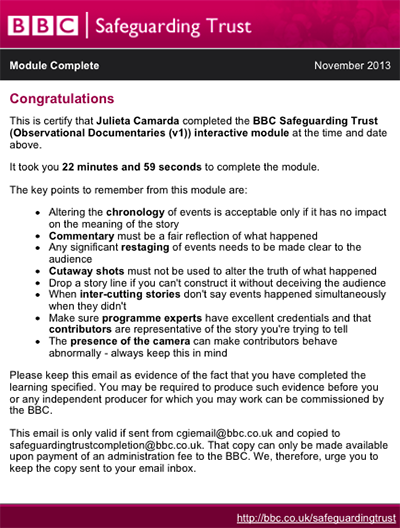 BBC Safeguarding Trust
Module Complete November 2013
Congratulations
This is certify that Julieta Camarda completed the BBC Safeguarding Trust
(Observational Documentaries (v1)) interactive module at the time and date
above.
It took you 22 minutes and 59 seconds to complete the module.
The key points to remember from this module are:
• Altering the chronology of events is acceptable only if it has no impact
on the meaning of the story
• Commentary must be a fair reflection of what happened
• Any significant restaging of events needs to be made clear to the
audience
• Cutaway shots must not be used to alter the truth of what happened
• Drop a story line if you can't construct it without deceiving the audience
• When inter-cutting stories don't say events happened simultaneously
when they didn't
• Make sure programme experts have excellent credentials and that
contributors are representative of the story you're trying to tell
• The presence of the camera can make contributors behave
abnormally - always keep this in mind
Please keep this email as evidence of the fact that you have completed the
learning specified. You may be required to produce such evidence before you
or any independent producer for which you may work can be commissioned by
the BBC.
This email is only valid if sent from cgiemail@bbc.co.uk and copied to
safeguardingtrustcompletion@bbc.co.uk. That copy can only be made available
upon payment of an administration fee to the BBC. We, therefore, urge you to
keep the copy sent to your email inbox.
http://bbc.co.uk/safeguardingtrust